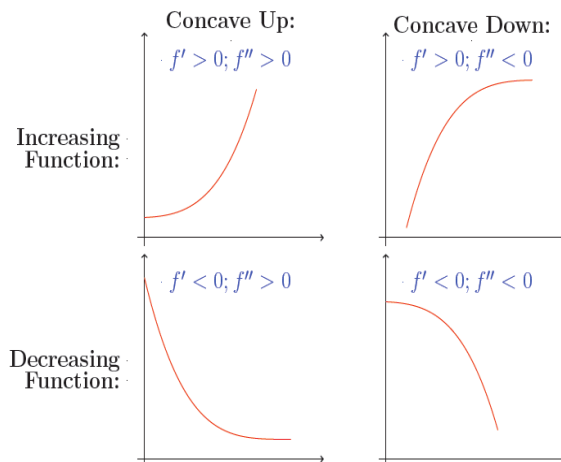 Concave Up:
Concave Down:
f′ > 0; f″ > 0
f′ > 0; f″ < 0
Increasing
Function:
f′ < 0; f″ > 0
f′ < 0; f″ < 0
Decreasing
Function: